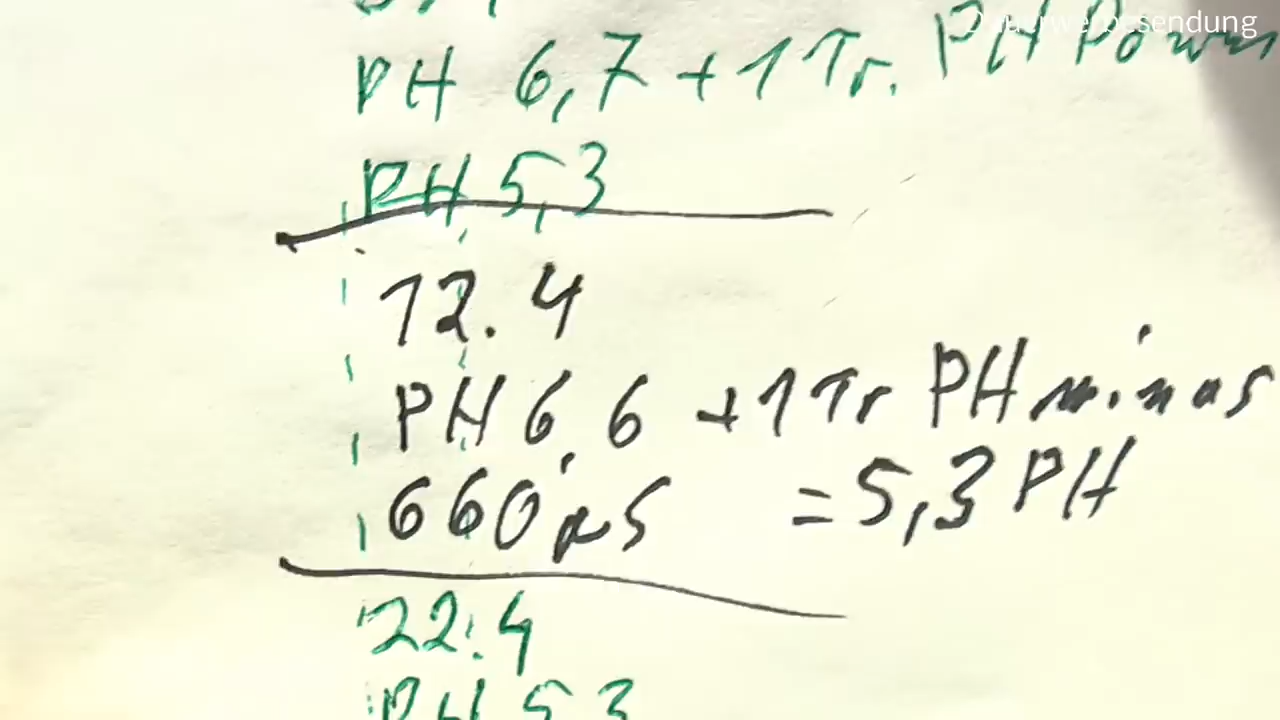 Dauerwerbesendung
PH 6,7 + 1 Tr. PH Power
PH 5,3
12.4
PH 6,6 + 1 Tr PH minus
660 µS = 5,3 PH
22.4
PH 5,3